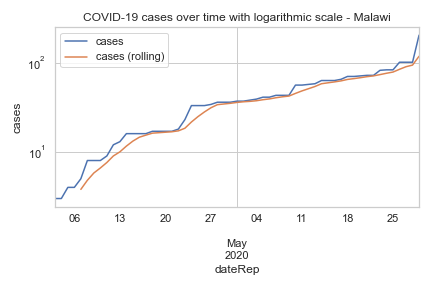 COVID-19 cases over time with logarithmic scale - Malawi
cases
cases (rolling)
10²
10¹
cases
06 13 20 27 04 11 18 25
May
2020
dateRep